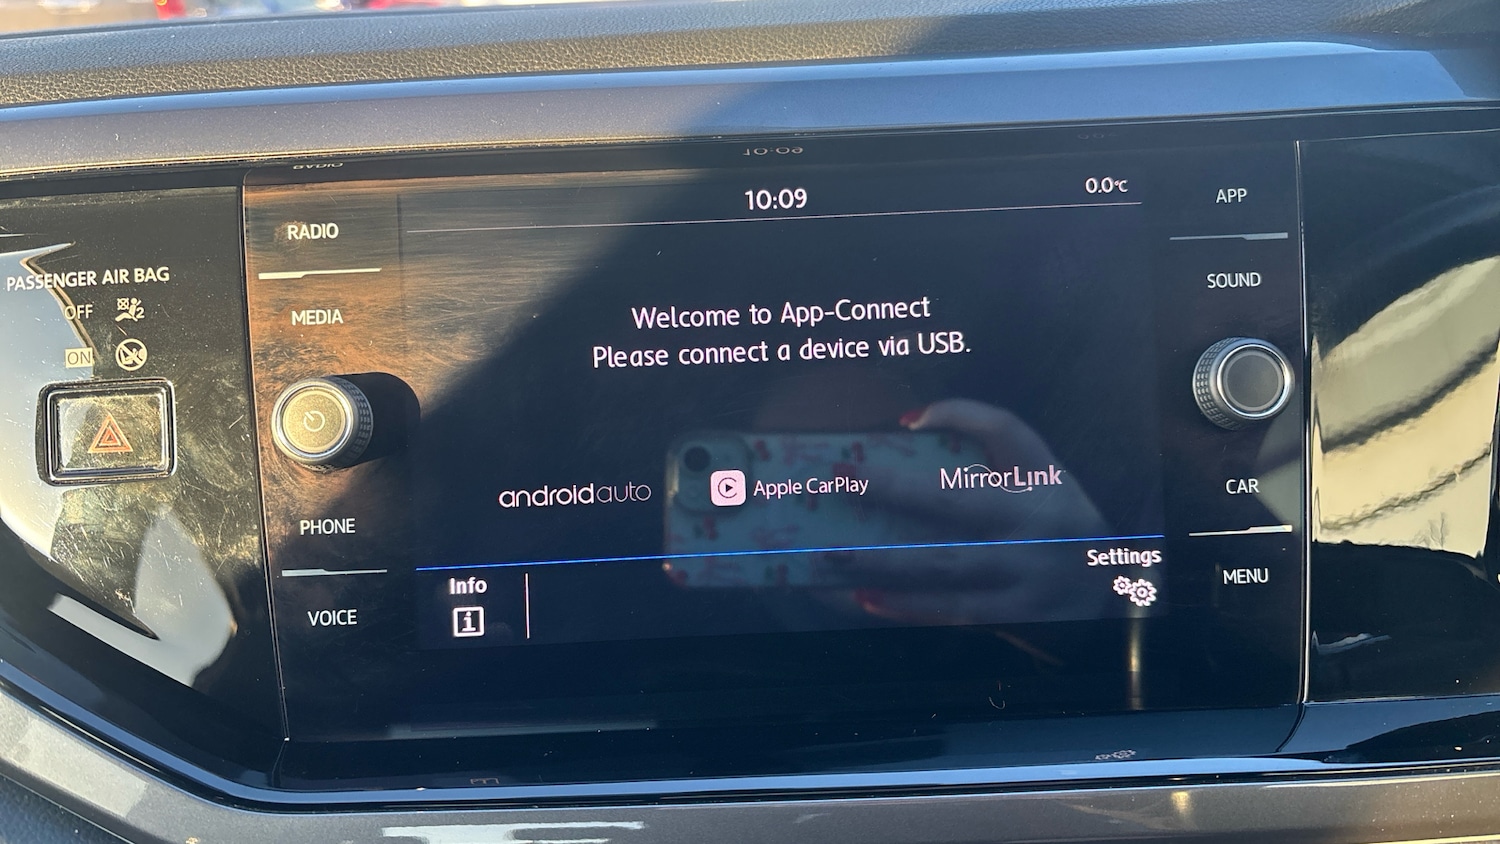 10:09
0.0°C
RADIO
MEDIA
PHONE
VOICE
PASSENGER AIR BAG
OFF
2
ON
Welcome to App-Connect
Please connect a device via USB.
androidauto
Apple CarPlay
MirrorLink
Info
i
Settings
APP
SOUND
CAR
MENU